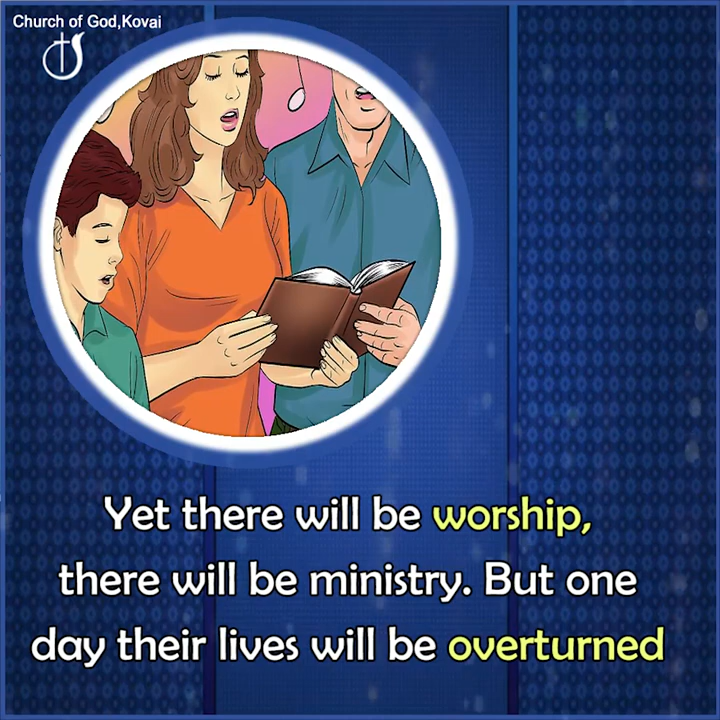 Church of God,Kovai
Yet there will be worship,
there will be ministry. But one
day their lives will be overturned